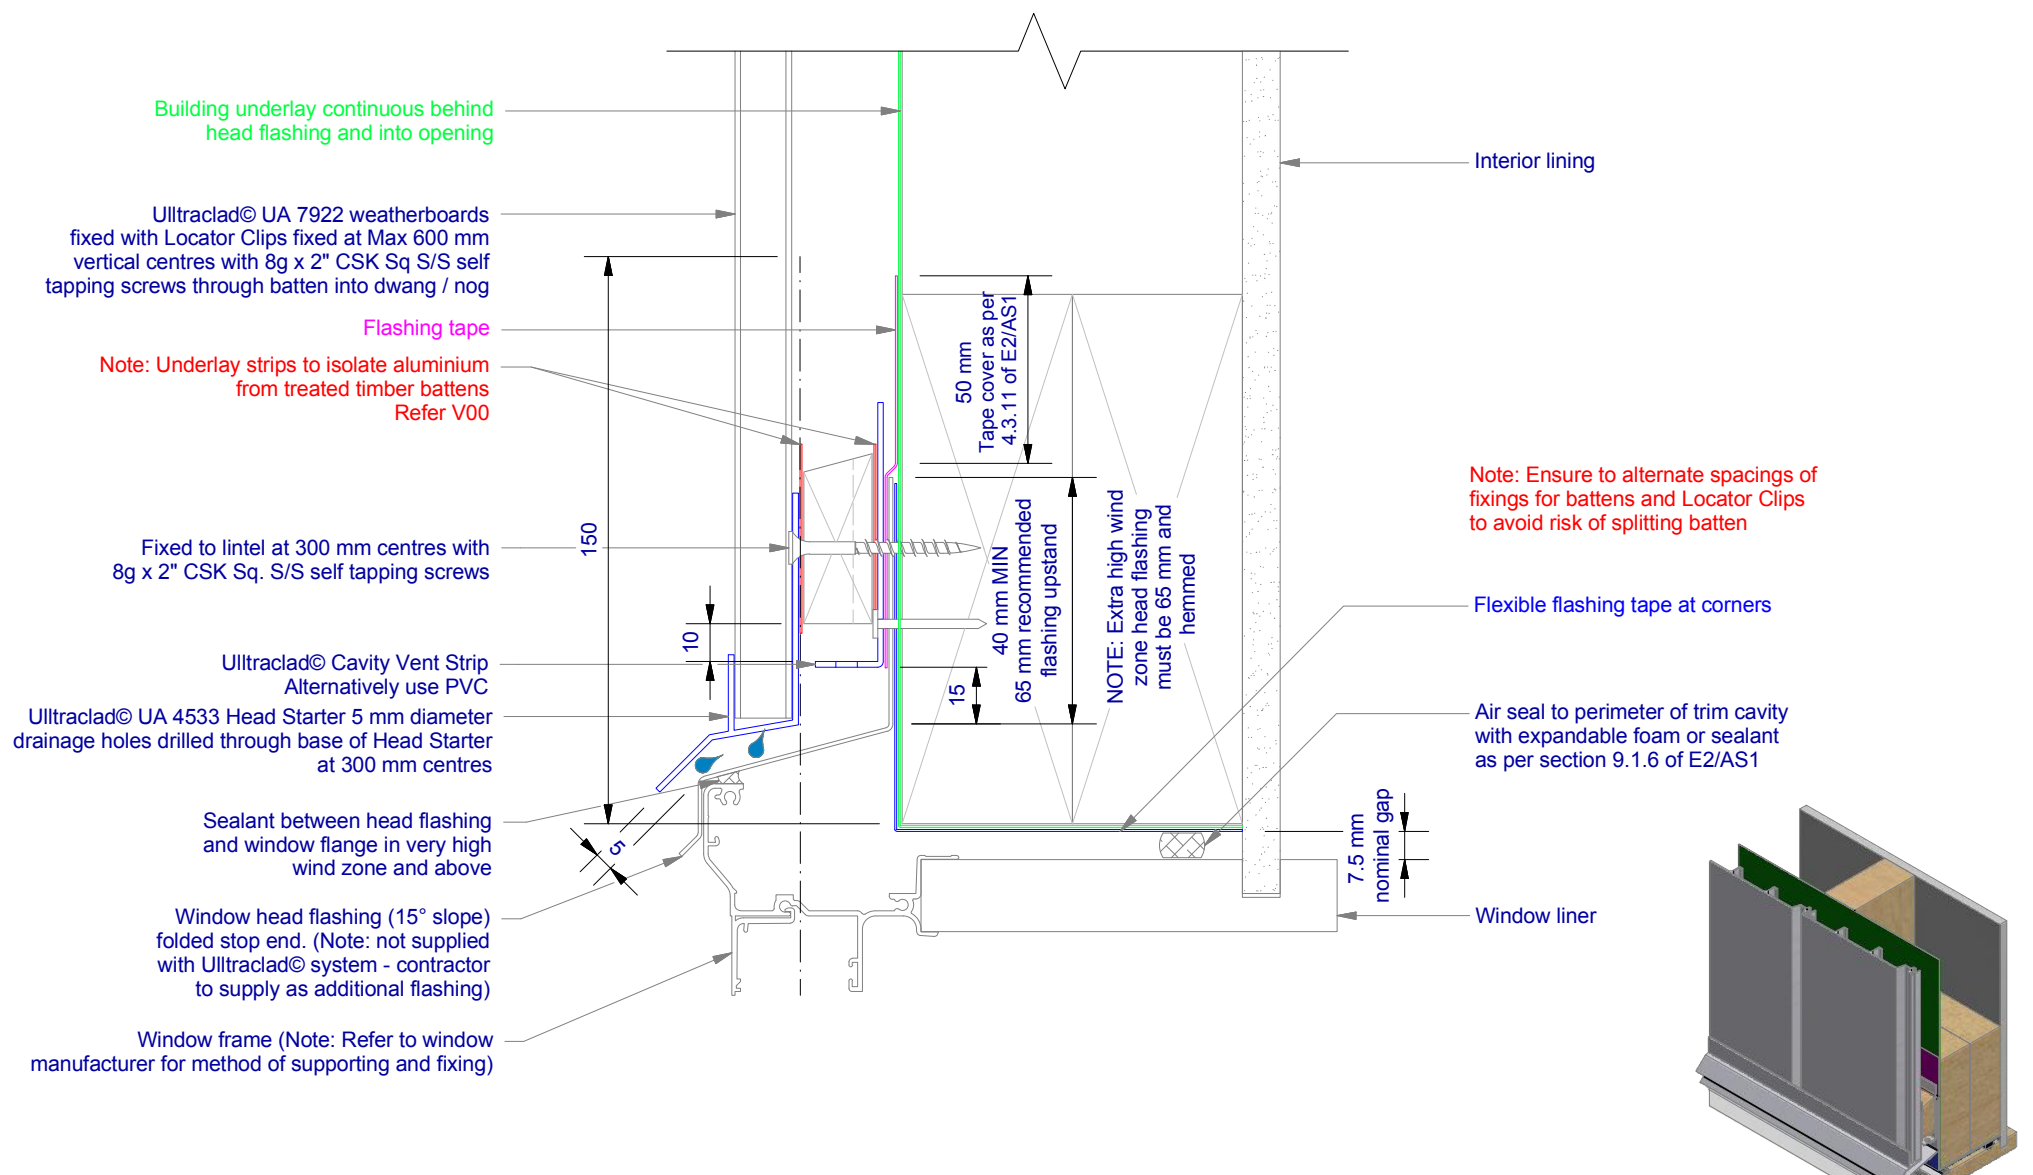 Building underlay continuous behind
head flashing and into opening
Ulltraclad© UA 7922 weatherboards
fixed with Locator Clips fixed at Max 600 mm
vertical centres with 8g x 2" CSK Sq S/S self
tapping screws through batten into dwang / nog
Flashing tape
Note: Underlay strips to isolate aluminium
from treated timber battens
Refer V00
Fixed to lintel at 300 mm centres with
8g x 2" CSK Sq. S/S self tapping screws
Ulltraclad© Cavity Vent Strip
Alternatively use PVC
Ulltraclad© UA 4533 Head Starter 5 mm diameter
drainage holes drilled through base of Head Starter
at 300 mm centres
Sealant between head flashing
and window flange in very high
wind zone and above
Window head flashing (15° slope)
folded stop end. (Note: not supplied
with Ulltraclad© system - contractor
to supply as additional flashing)
Window frame (Note: Refer to window
manufacturer for method of supporting and fixing)
150
10
5
50 mm
Tape cover as per
4.3.11 of E2/AS1
40 mm MIN
65 mm recommended
flashing upstand
15
NOTE: Extra high wind
zone head flashing
must be 65 mm and
hemmed
Interior lining
Note: Ensure to alternate spacings of
fixings for battens and Locator Clips
to avoid risk of splitting batten
Flexible flashing tape at corners
Air seal to perimeter of trim cavity
with expandable foam or sealant
as per section 9.1.6 of E2/AS1
7.5 mm
nominal gap
Window liner